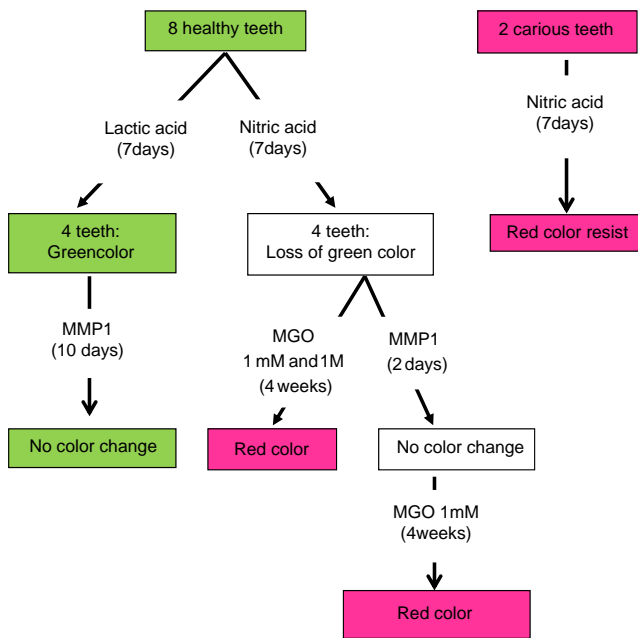 8 healthy teeth
2 carious teeth
Lactic acid
(7days)
Nitric acid
(7days)
Nitric acid
(7days)
4 teeth:
Greencolor
4 teeth:
Loss of green color
Red color resist
MMP1
(10 days)
MGO
1 mM and 1M
(4 weeks)
MMP1
(2 days)
No color change
Red color
No color change
MGO 1mM
(4weeks)
Red color